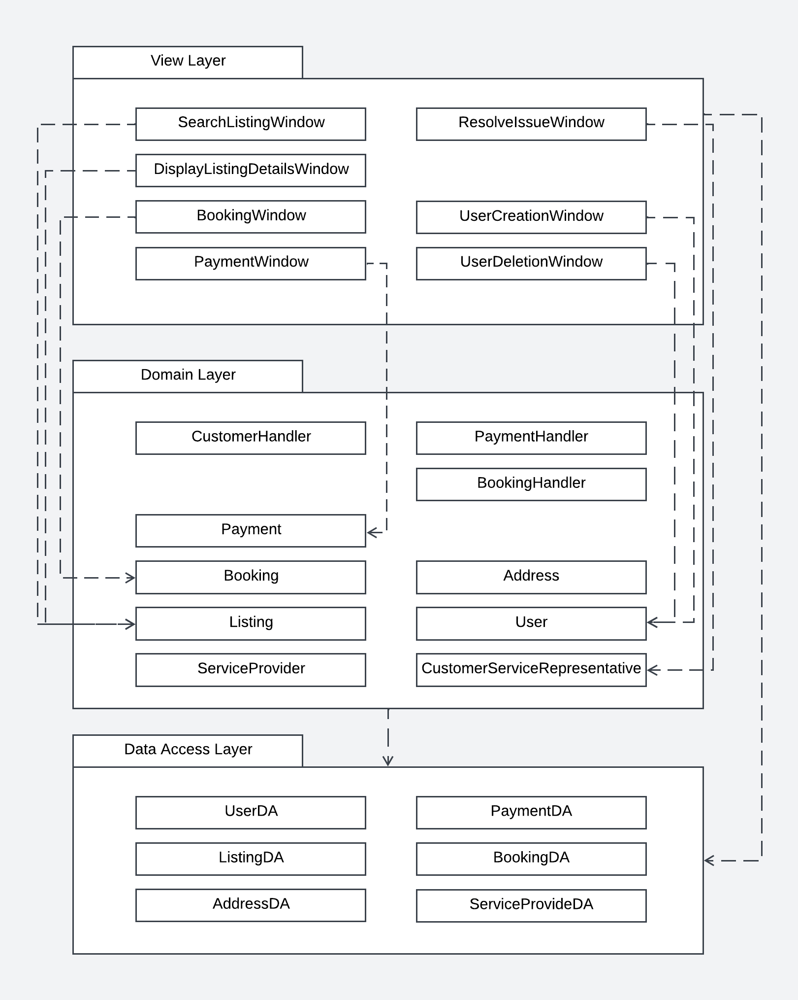 View Layer
SearchListingWindow
ResolveIssueWindow
DisplayListingDetailsWindow
BookingWindow
UserCreationWindow
PaymentWindow
UserDeletionWindow
Domain Layer
CustomerHandler
PaymentHandler
BookingHandler
Payment
Booking
Address
Listing
User
ServiceProvider
CustomerServiceRepresentative
Data Access Layer
UserDA
PaymentDA
ListingDA
BookingDA
AddressDA
ServiceProvideDA